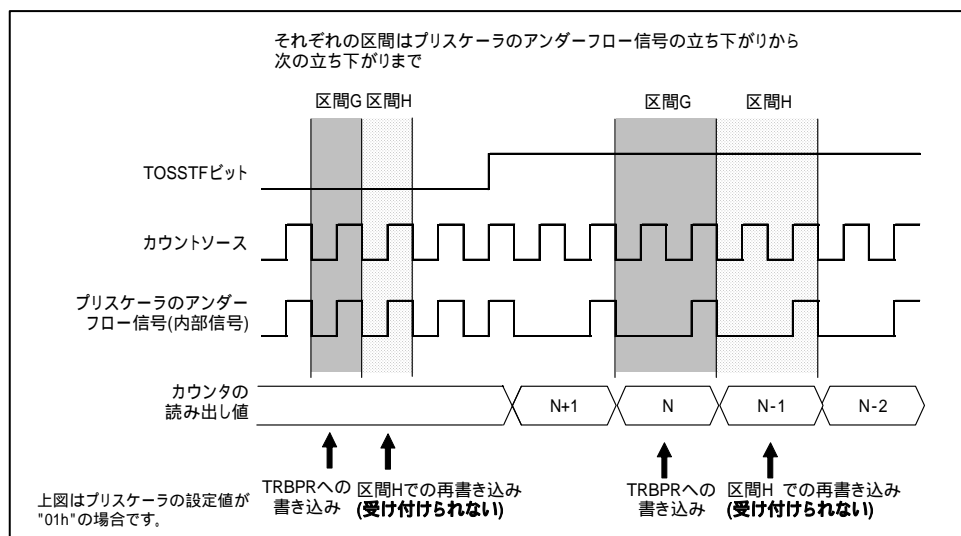 それぞれの区間はプリスケーラのアンダーフロー信号の立ち下がりから
次の立ち下がりまで
区間G 区間H
区間G
区間H
TOSSTFビット
カウントソース
プリスケーラのアンダー
フロー信号(内部信号)
カウンタの
読み出し値
N+1
N
N-1
N-2
TRBPRへの
書き込み
区間Hでの再書き込み
(受け付けられない)
TRBPRへの
書き込み
区間H での再書き込み
(受け付けられない)
上図はプリスケーラの設定値が
"01h"の場合です。